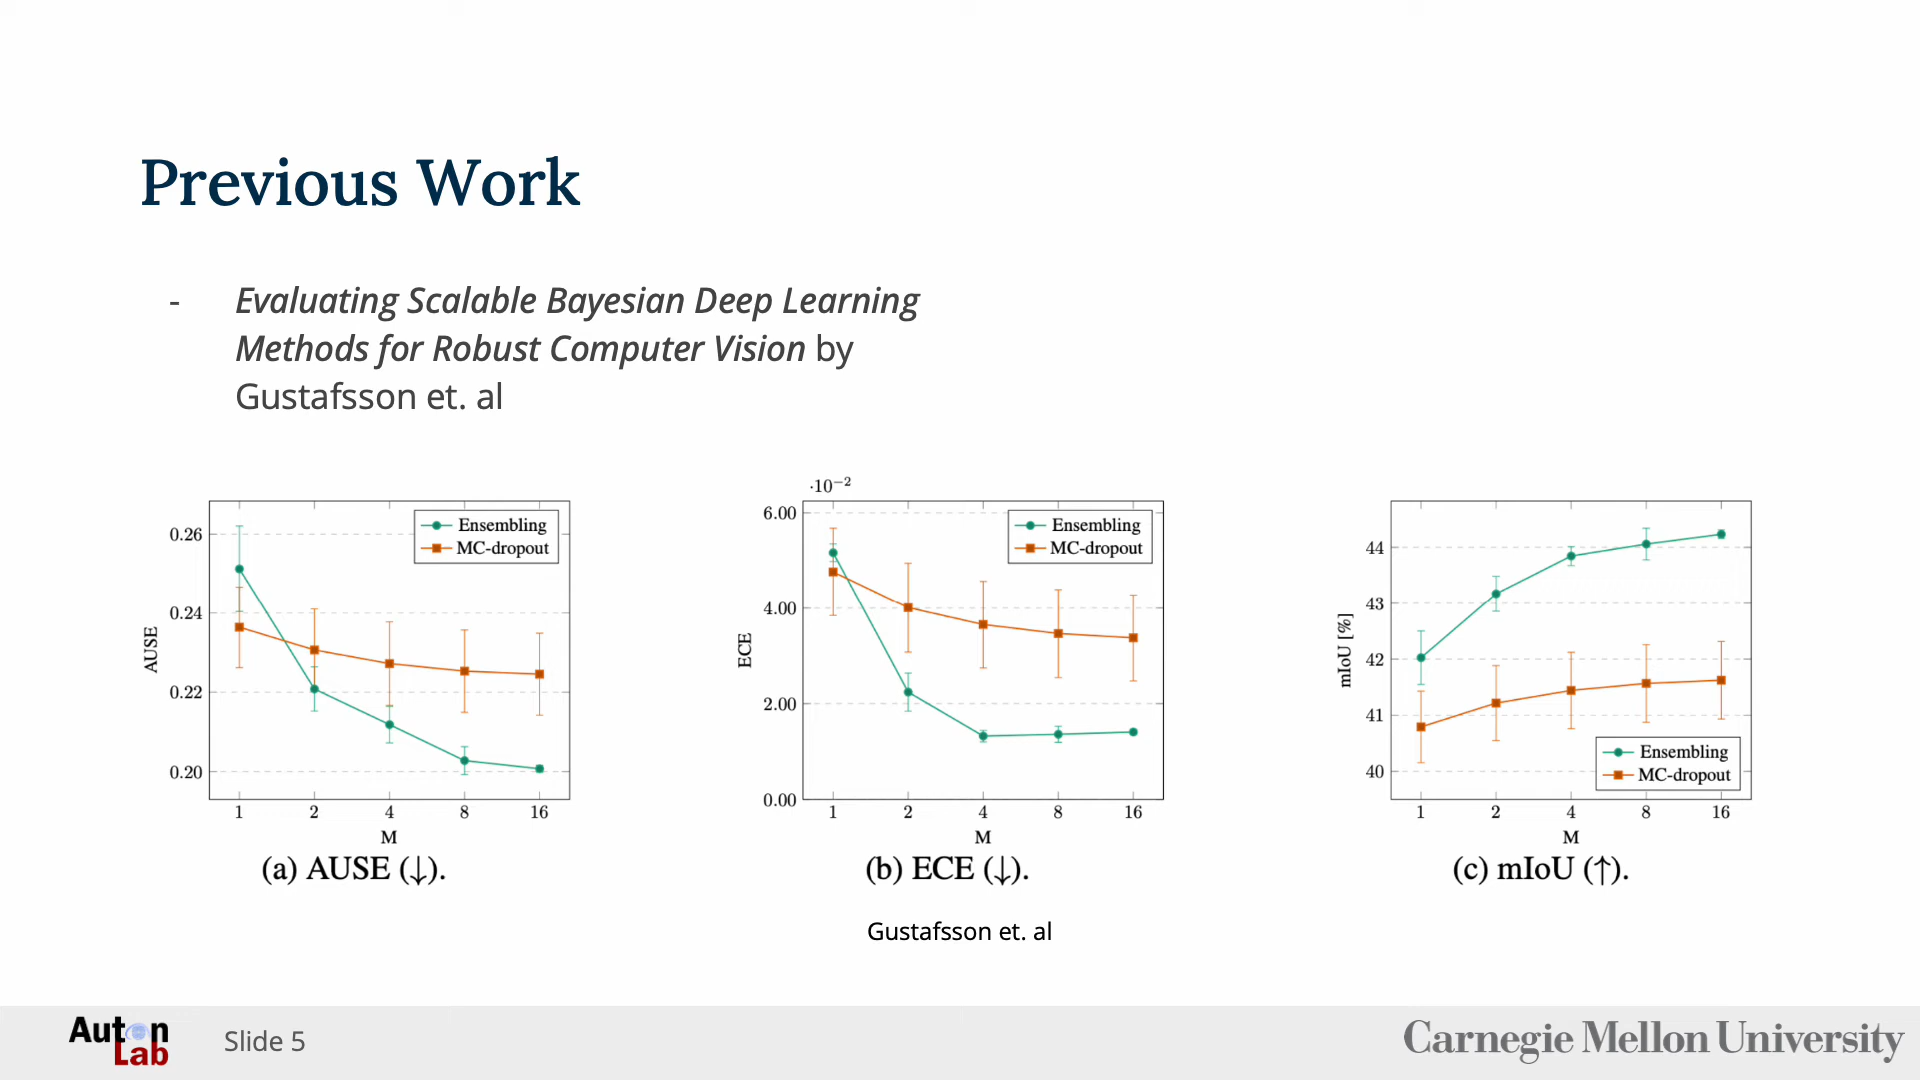 Previous Work
- Evaluating Scalable Bayesian Deep Learning
Methods for Robust Computer Vision by
Gustafsson et. al
0.26
0.24
0.22
0.20
AUSE
Ensembling
MC-dropout
1 2 4 8 16
M
(a) AUSE (↓).
·10⁻²
6.00
4.00
2.00
0.00
ECE
Ensembling
MC-dropout
1 2 4 8 16
M
(b) ECE (↓).
44
43
42
41
40
mIoU [%]
Ensembling
MC-dropout
1 2 4 8 16
M
(c) mIoU (↑).
Gustafsson et. al
Auton
Lab
Slide 5
Carnegie Mellon University